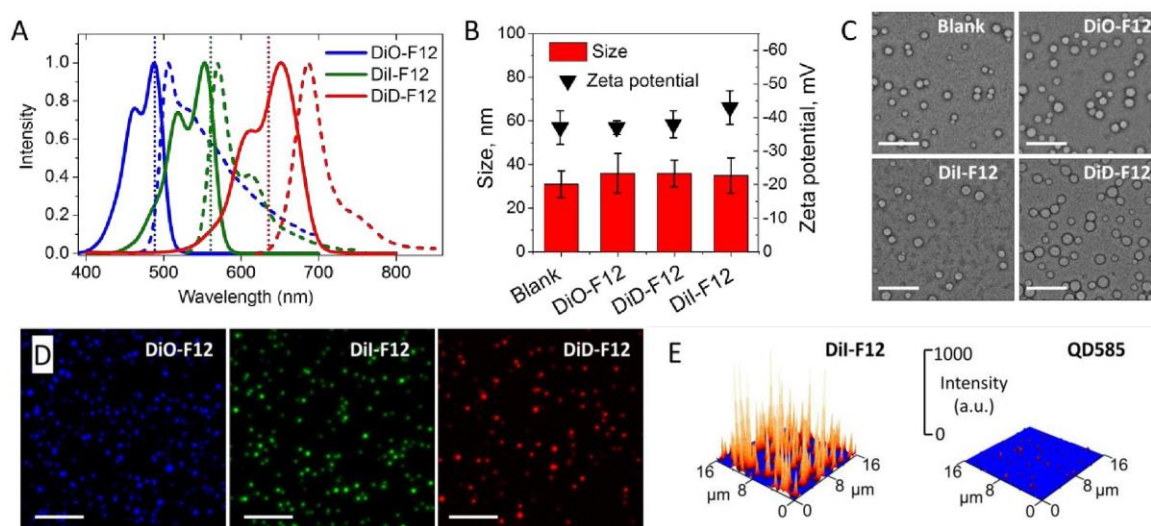 A
DiO-F12
DiI-F12
DiD-F12
Intensity
1.0
0.8
0.6
0.4
0.2
0.0
400 500 600 700 800
Wavelength (nm)
B
Size
Zeta potential
Size, nm
100
80
60
40
20
0
Blank
DiO-F12
DiD-F12
DiI-F12
-60
-50
-40
-30
-20
-10
0
Zeta potential, mV
C
Blank
DiO-F12
DiI-F12
DiD-F12
D
DiO-F12
DiI-F12
DiD-F12
E
DiI-F12
16
μm
8
0 0
8
μm
16
1000
Intensity
(a.u.)
0
QD585
16
μm
8
0 0
8
μm
16